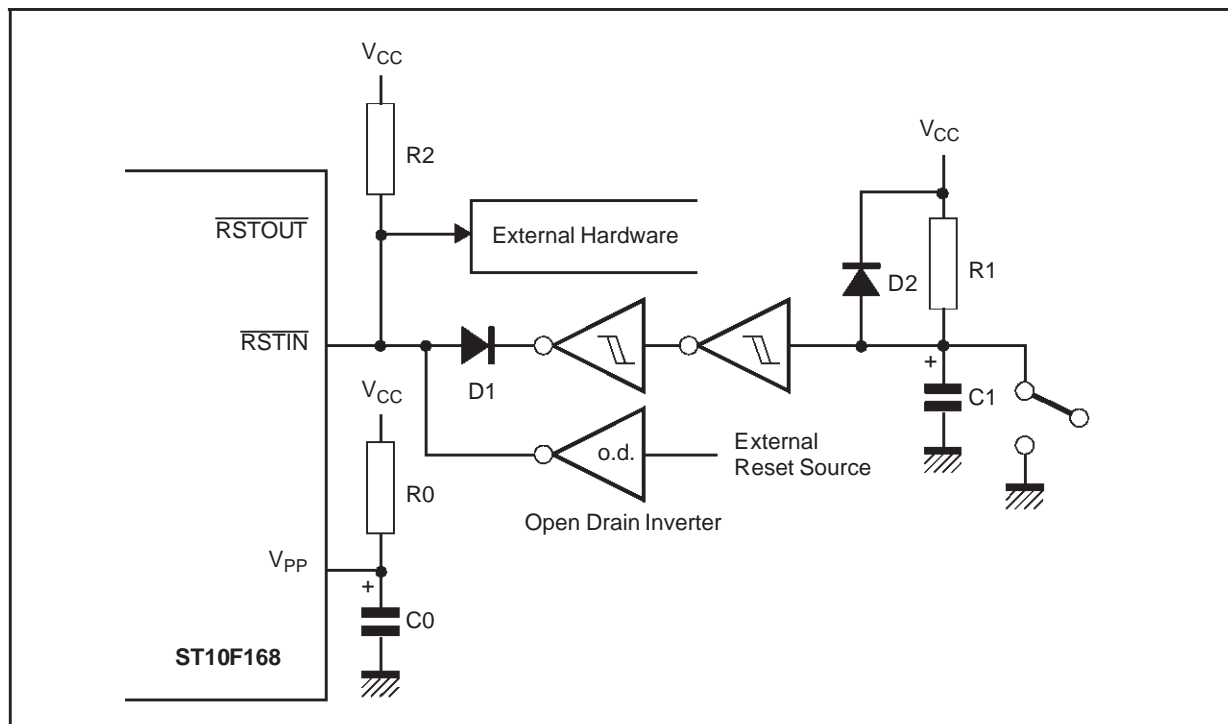 VCC
R2
VCC
RSTOUT
External Hardware
D2
R1
RSTIN
D1
+
C1
VCC
o.d.
External
Reset Source
R0
Open Drain Inverter
VPP
+
C0
ST10F168